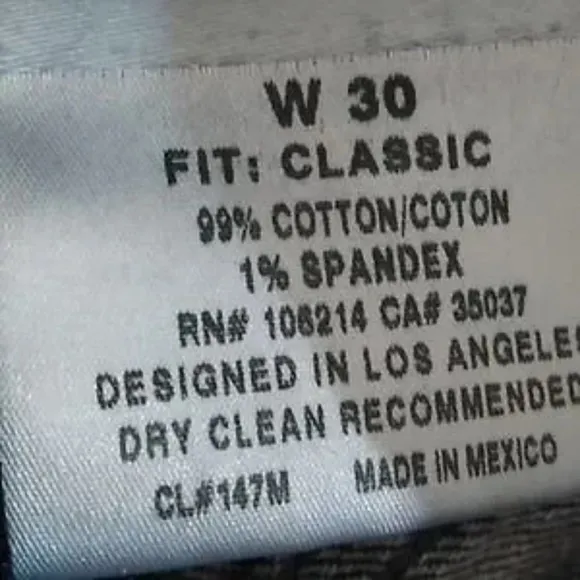 W 30
FIT: CLASSIC
99% COTTON/COTON
1% SPANDEX
RN# 106214 CA# 35037
DESIGNED IN LOS ANGELES
DRY CLEAN RECOMMENDED
CL#147M MADE IN MEXICO